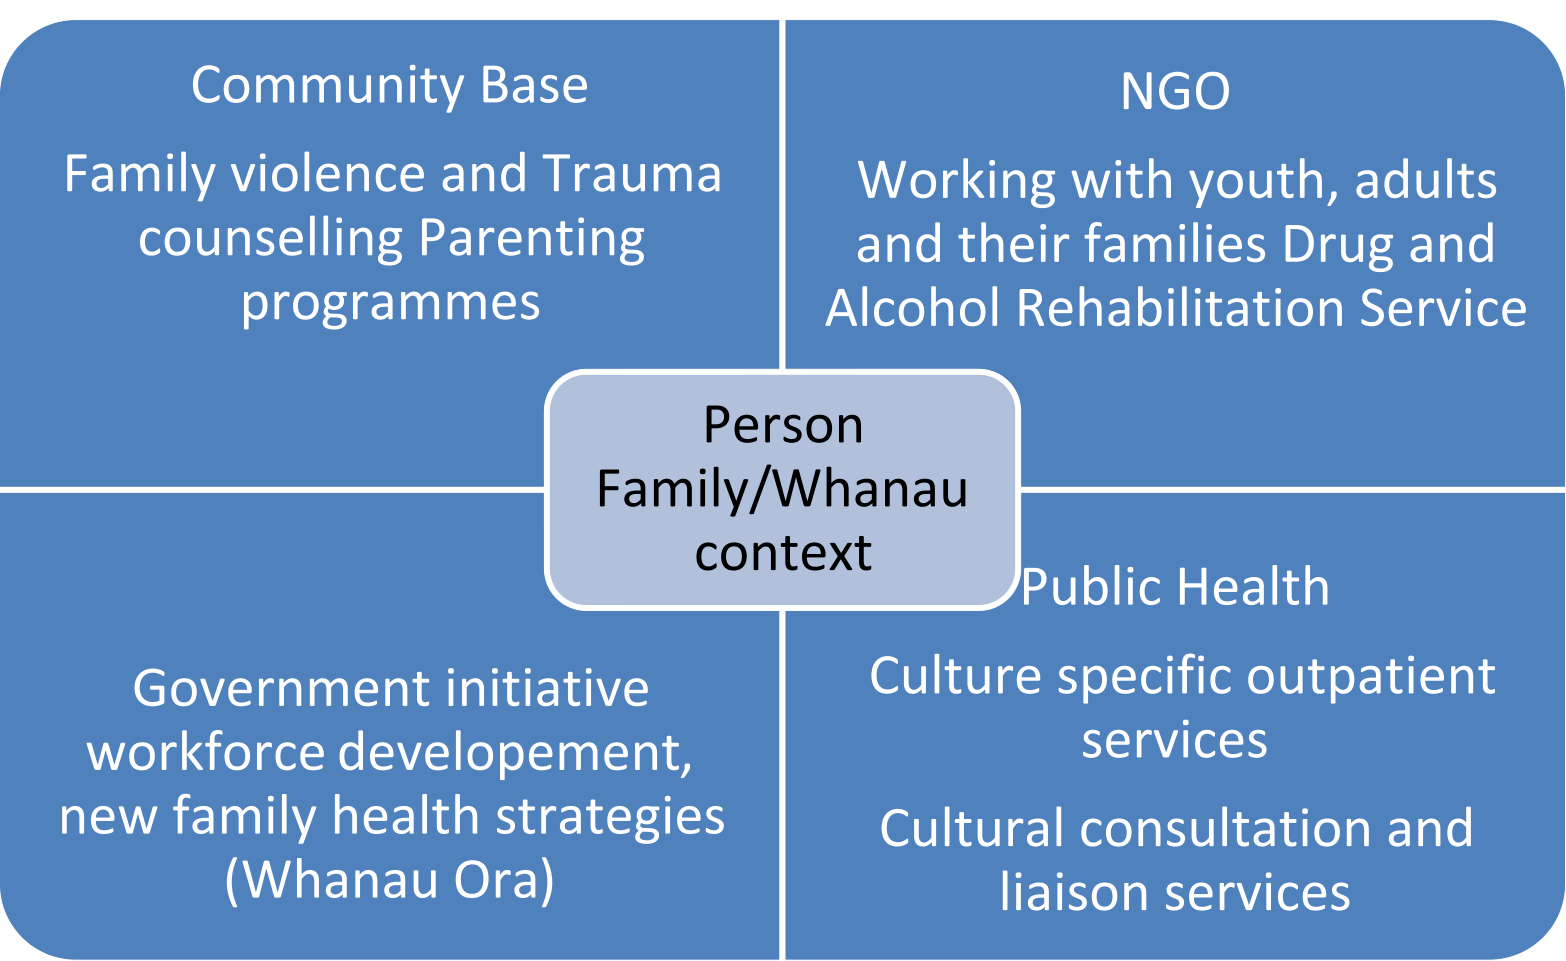 Community Base
Family violence and Trauma
counselling Parenting
programmes
NGO
Working with youth, adults
and their families Drug and
Alcohol Rehabilitation Service
Person
Family/Whanau
context
Government initiative
workforce developement,
new family health strategies
(Whanau Ora)
Public Health
Culture specific outpatient
services
Cultural consultation and
liaison services